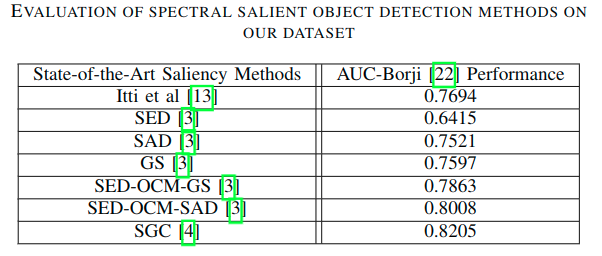 EVALUATION OF SPECTRAL SALIENT OBJECT DETECTION METHODS ON
OUR DATASET
State-of-the-Art Saliency Methods AUC-Borji [22] Performance
Itti et al [13] 0.7694
SED [3] 0.6415
SAD [3] 0.7521
GS [3] 0.7597
SED-OCM-GS [3] 0.7863
SED-OCM-SAD [3] 0.8008
SGC [4] 0.8205